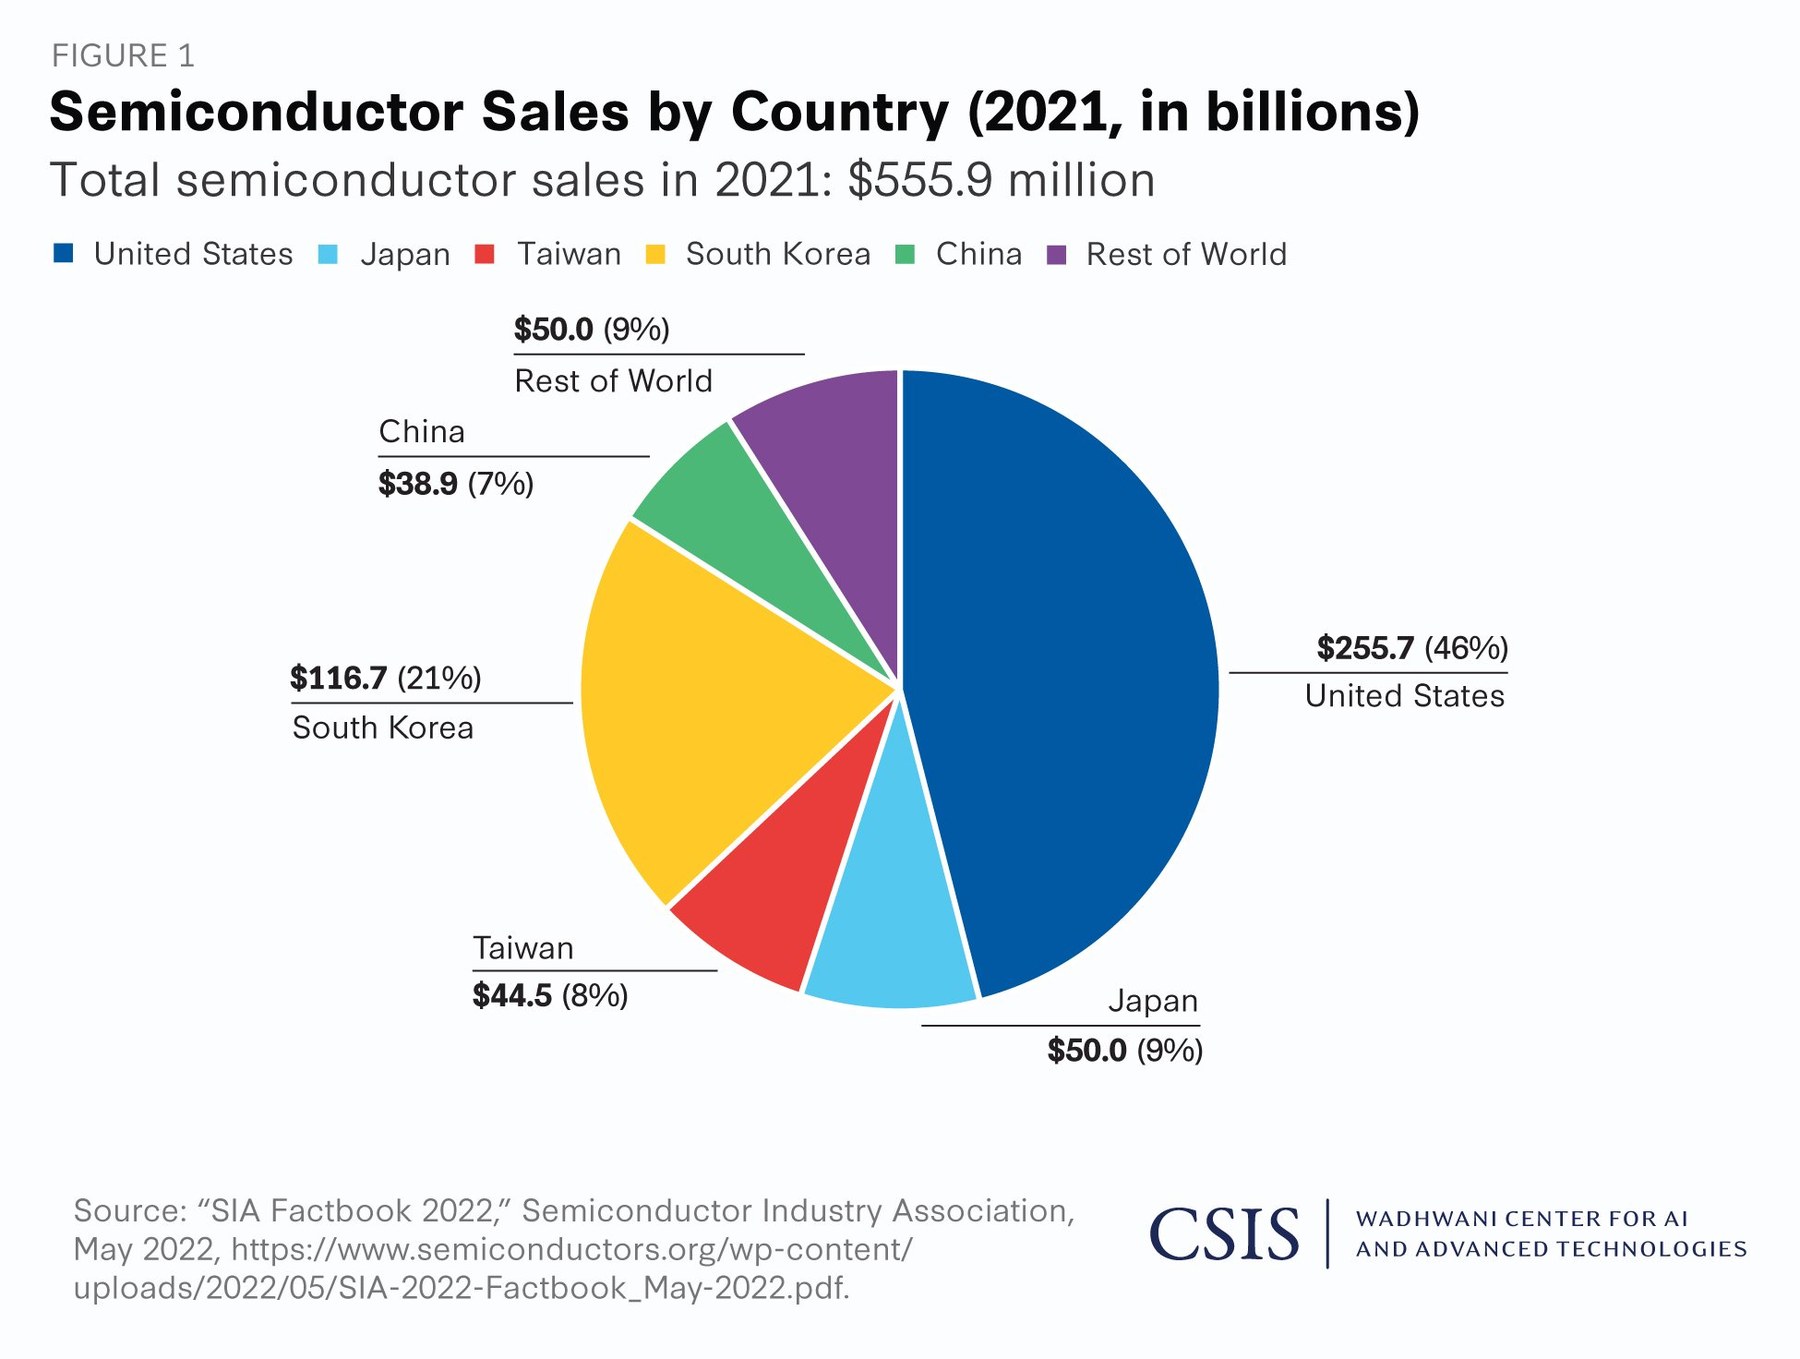 FIGURE 1
Semiconductor Sales by Country (2021, in billions)
Total semiconductor sales in 2021: $555.9 million
United States Japan Taiwan South Korea China Rest of World
$50.0 (9%)
Rest of World
China
$38.9 (7%)
$255.7 (46%)
United States
$116.7 (21%)
South Korea
Taiwan
$44.5 (8%)
Japan
$50.0 (9%)
Source: “SIA Factbook 2022,” Semiconductor Industry Association,
May 2022, https://www.semiconductors.org/wp-content/
uploads/2022/05/SIA-2022-Factbook_May-2022.pdf.
CSIS
WADHWANI CENTER FOR AI
AND ADVANCED TECHNOLOGIES